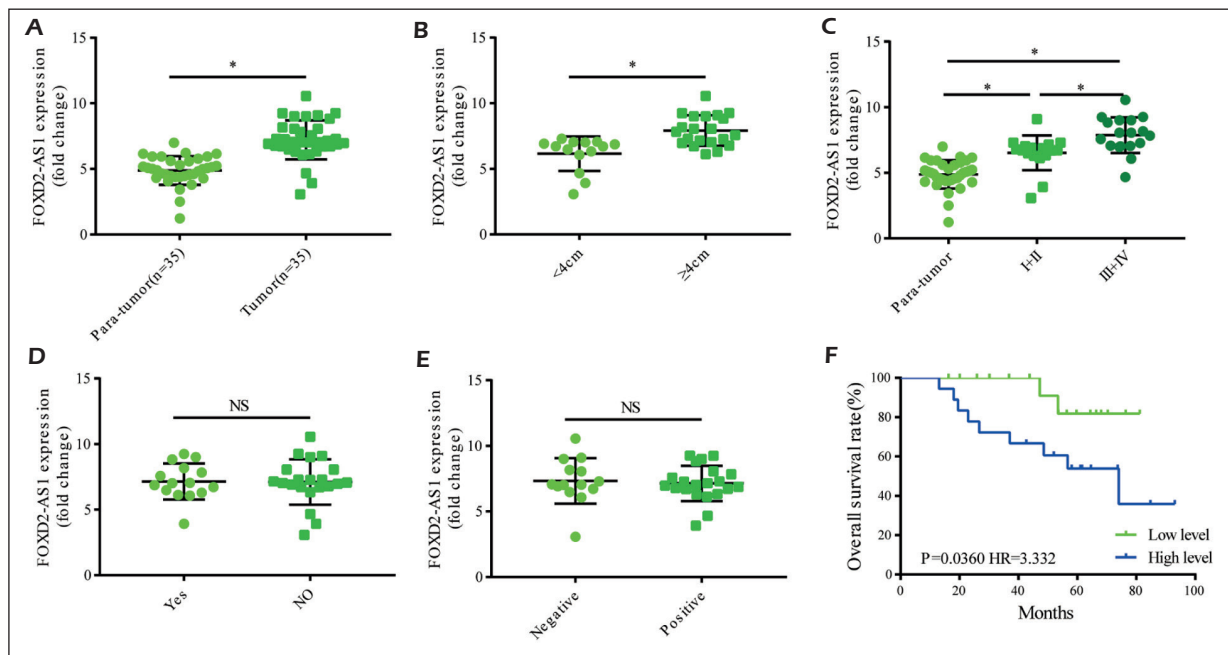 A
FOXD2-AS1 expression
(fold change)
15
10
5
0
*
Para-tumor(n=35)
Tumor(n=35)
B
FOXD2-AS1 expression
(fold change)
15
10
5
0
*
<4cm
≥4cm
C
FOXD2-AS1 expression
(fold change)
15
10
5
0
*
*
*
Para-tumor
I+II
III+IV
D
FOXD2-AS1 expression
(fold change)
15
10
5
0
NS
Yes
NO
E
FOXD2-AS1 expression
(fold change)
15
10
5
0
NS
Negative
Positive
F
Overall survival rate(%)
100
80
60
40
20
0
Low level
High level
P=0.0360 HR=3.332
0
20
40
60
80
100
Months